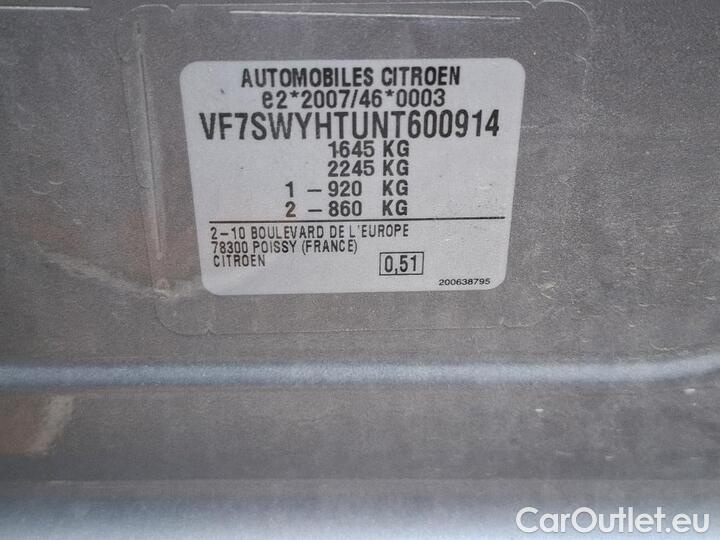 AUTOMOBILES CITROEN
e2*2007/46*0003
VF7SWYHTUNT600914
1645 KG
2245 KG
1 -920 KG
2 -860 KG
2-10 BOULEVARD DE L'EUROPE
78300 POISSY (FRANCE)
CITROEN
0,51
200638795
CarOutlet.eu